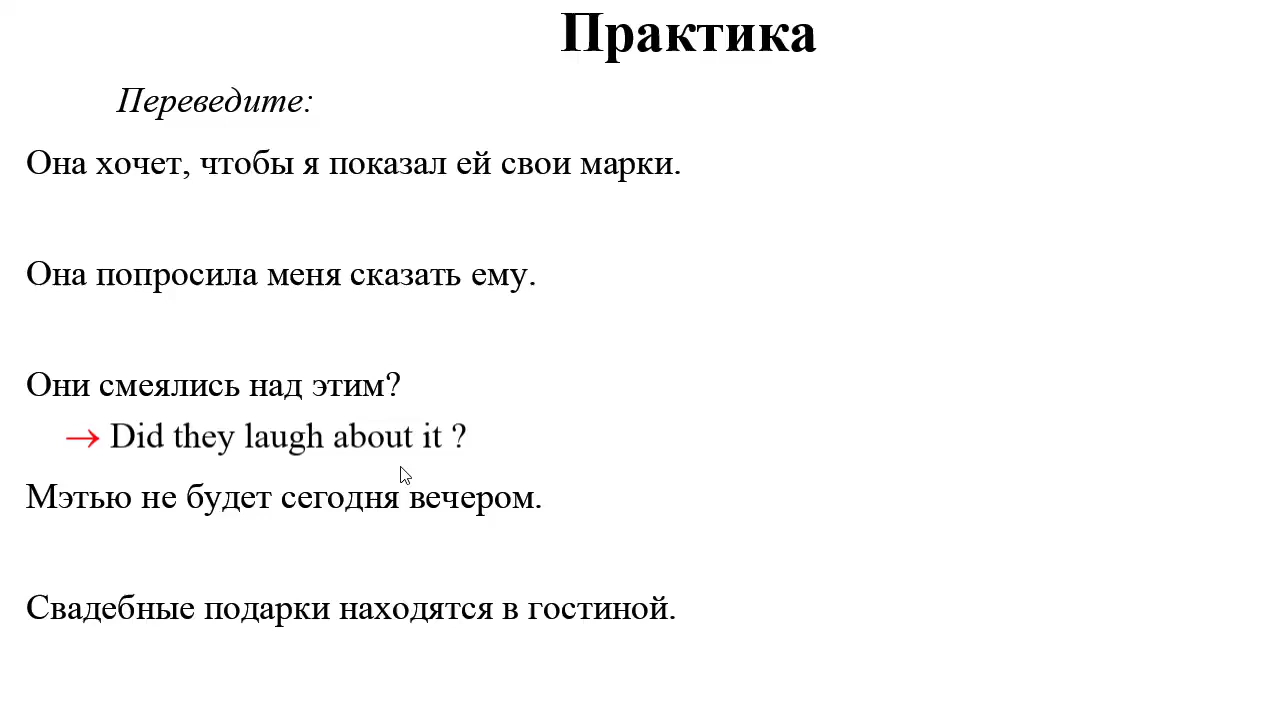 Практика
Переведите:
Она хочет, чтобы я показал ей свои марки.
Она попросила меня сказать ему.
Они смеялись над этим?
→ Did they laugh about it ?
Мэтью не будет сегодня вечером.
Свадебные подарки находятся в гостиной.